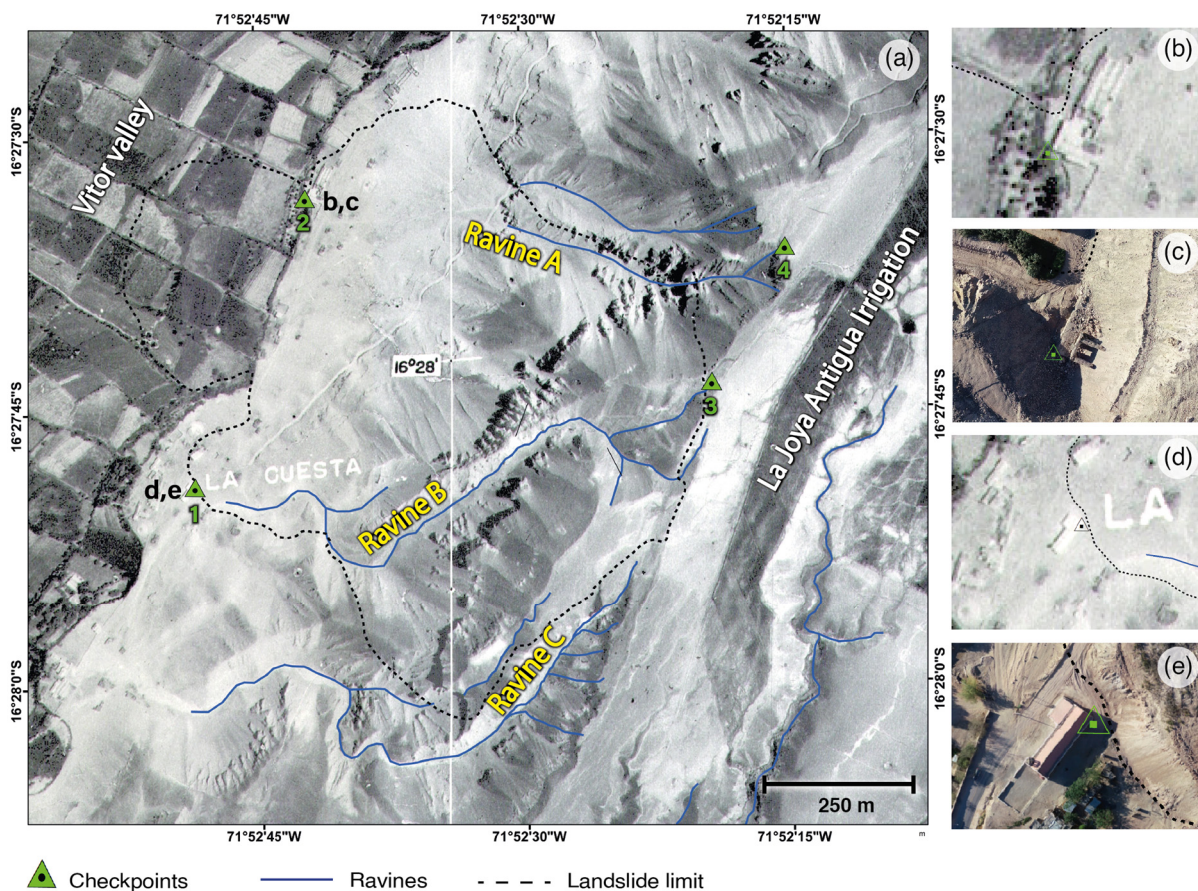 71°52'45"W
71°52'30"W
71°52'15"W
(a)
(b)
16°27'30"S
16°27'30"S
Vitor valley
b,c
2
Ravine A
4
(c)
La Joya Antigua Irrigation
16°28'
3
16°27'45"S
16°27'45"S
LA CUESTA
d,e
1
Ravine B
(d)
LA
Ravine C
16°28'0"S
16°28'0"S
(e)
250 m
m
71°52'45"W
71°52'30"W
71°52'15"W
Checkpoints
Ravines
Landslide limit